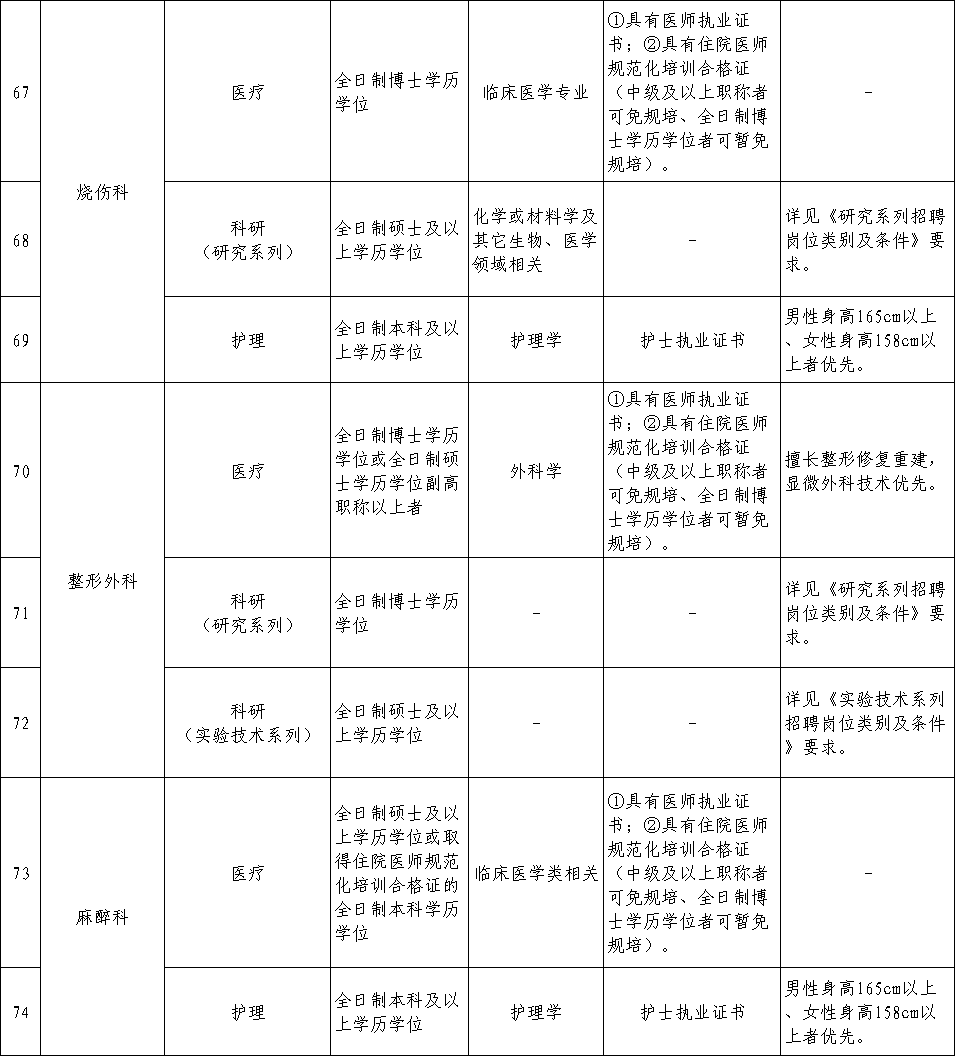 67
烧伤科
医疗
全日制博士学历
学位
临床医学专业
①具有医师执业证
书；②具有住院医师
规范化培训合格证
（中级及以上职称者
可免规培、全日制博
士学历学位者可暂免
规培）。
-
68
科研
（研究系列）
全日制硕士及以
上学历学位
化学或材料学及
其它生物、医学
领域相关
-
详见《研究系列招聘
岗位类别及条件》要
求。
69
护理
全日制本科及以
上学历学位
护理学
护士执业证书
男性身高165cm以上
、女性身高158cm以
上者优先。
70
整形外科
医疗
全日制博士学历
学位或全日制硕
士学历学位副高
职称以上者
外科学
①具有医师执业证
书；②具有住院医师
规范化培训合格证
（中级及以上职称者
可免规培、全日制博
士学历学位者可暂免
规培）。
擅长整形修复重建，
显微外科技术优先。
71
科研
（研究系列）
全日制博士学历
学位
-
-
详见《研究系列招聘
岗位类别及条件》要
求。
72
科研
（实验技术系列）
全日制硕士及以
上学历学位
-
-
详见《实验技术系列
招聘岗位类别及条件
》要求。
73
麻醉科
医疗
全日制硕士及以
上学历学位或取
得住院医师规范
化培训合格证的
全日制本科学历
学位
临床医学类相关
①具有医师执业证
书；②具有住院医师
规范化培训合格证
（中级及以上职称者
可免规培、全日制博
士学历学位者可暂免
规培）。
-
74
护理
全日制本科及以
上学历学位
护理学
护士执业证书
男性身高165cm以上
、女性身高158cm以
上者优先。